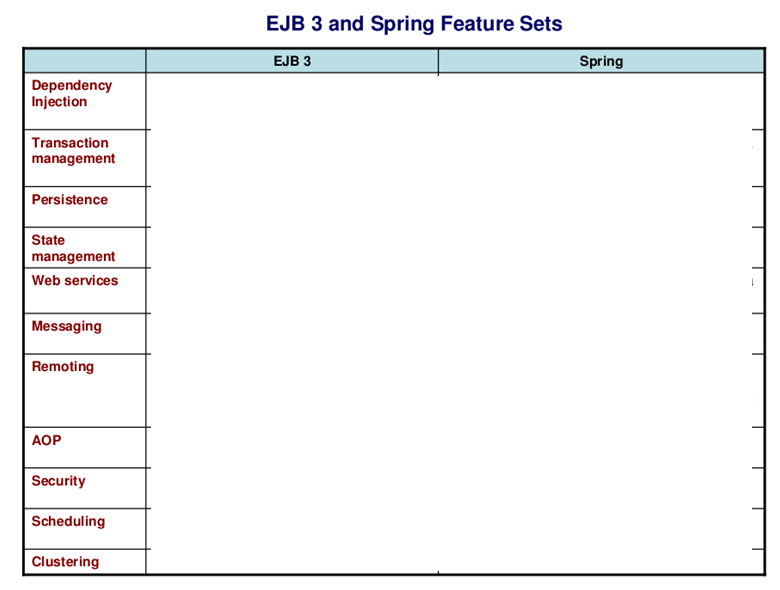 EJB 3 and Spring Feature Sets
EJB 3 Spring
Dependency
Injection
Transaction
management
Persistence
State
management
Web services
Messaging
Remoting
AOP
Security
Scheduling
Clustering